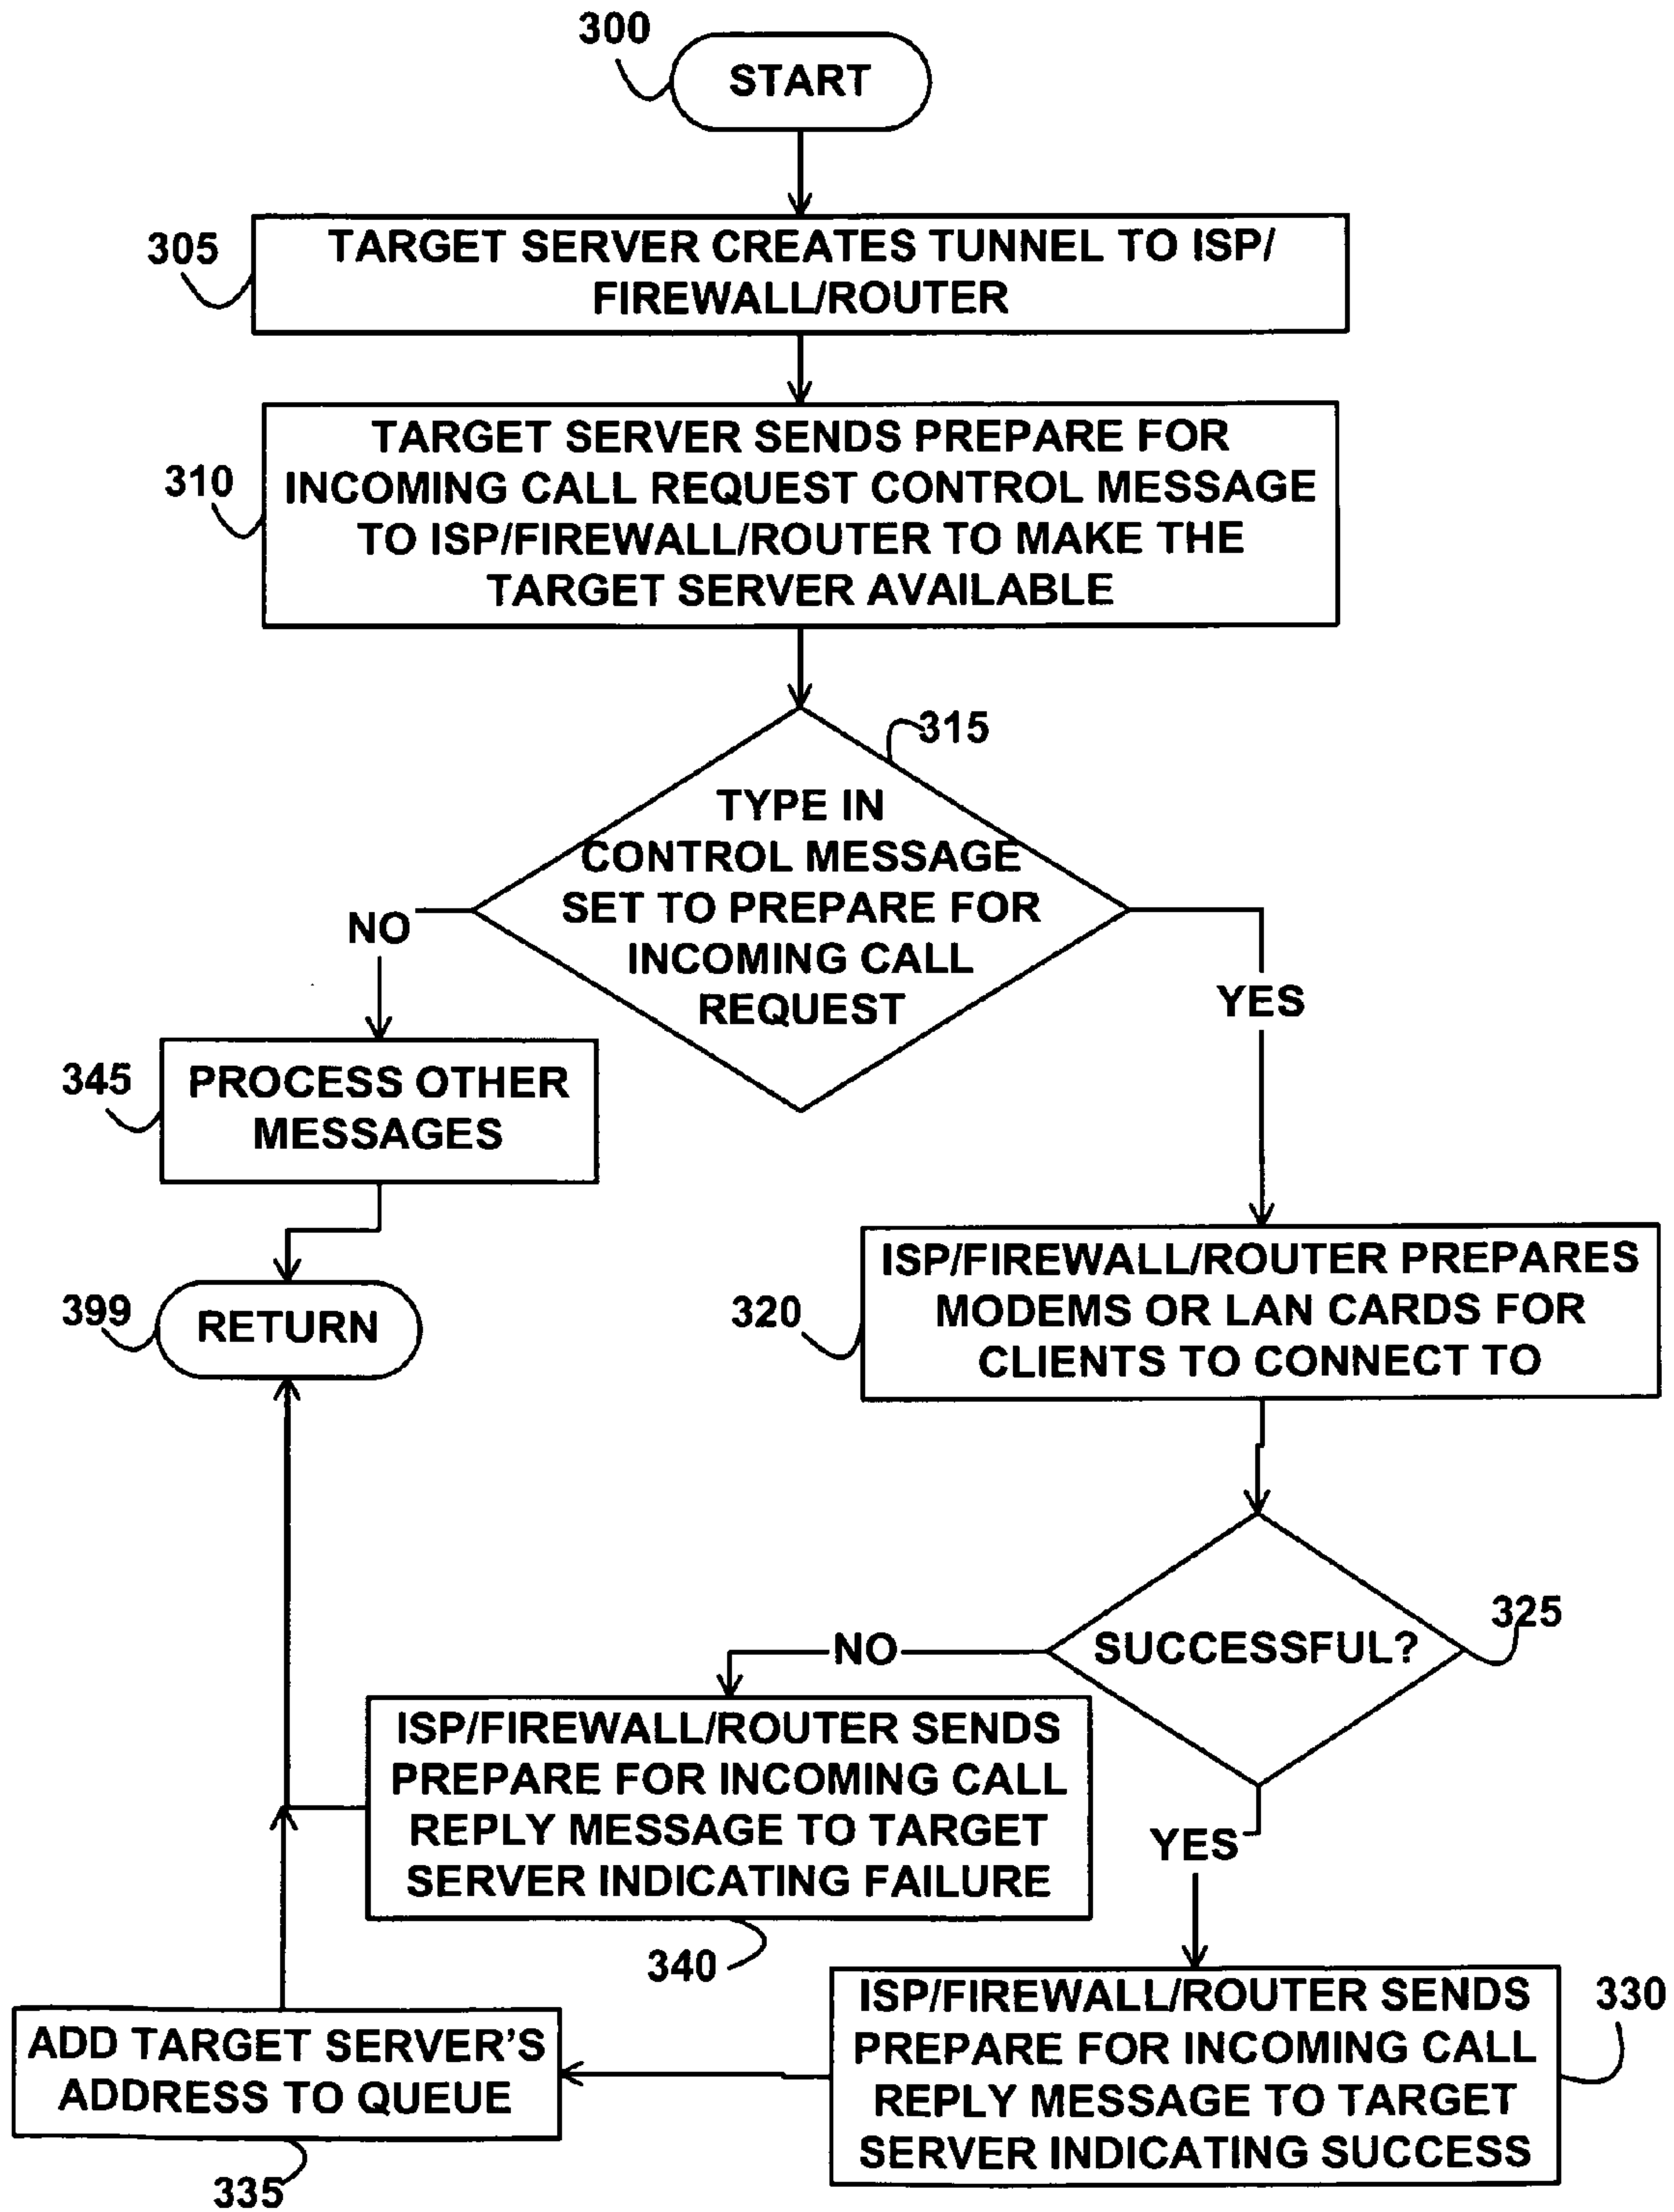 300
START
305
TARGET SERVER CREATES TUNNEL TO ISP/
FIREWALL/ROUTER
310
TARGET SERVER SENDS PREPARE FOR
INCOMING CALL REQUEST CONTROL MESSAGE
TO ISP/FIREWALL/ROUTER TO MAKE THE
TARGET SERVER AVAILABLE
315
TYPE IN
CONTROL MESSAGE
SET TO PREPARE FOR
INCOMING CALL
REQUEST
NO
YES
345
PROCESS OTHER
MESSAGES
399
RETURN
320
ISP/FIREWALL/ROUTER PREPARES
MODEMS OR LAN CARDS FOR
CLIENTS TO CONNECT TO
325
SUCCESSFUL?
NO
YES
ISP/FIREWALL/ROUTER SENDS
PREPARE FOR INCOMING CALL
REPLY MESSAGE TO TARGET
SERVER INDICATING FAILURE
340
330
ISP/FIREWALL/ROUTER SENDS
PREPARE FOR INCOMING CALL
REPLY MESSAGE TO TARGET
SERVER INDICATING SUCCESS
ADD TARGET SERVER'S
ADDRESS TO QUEUE
335